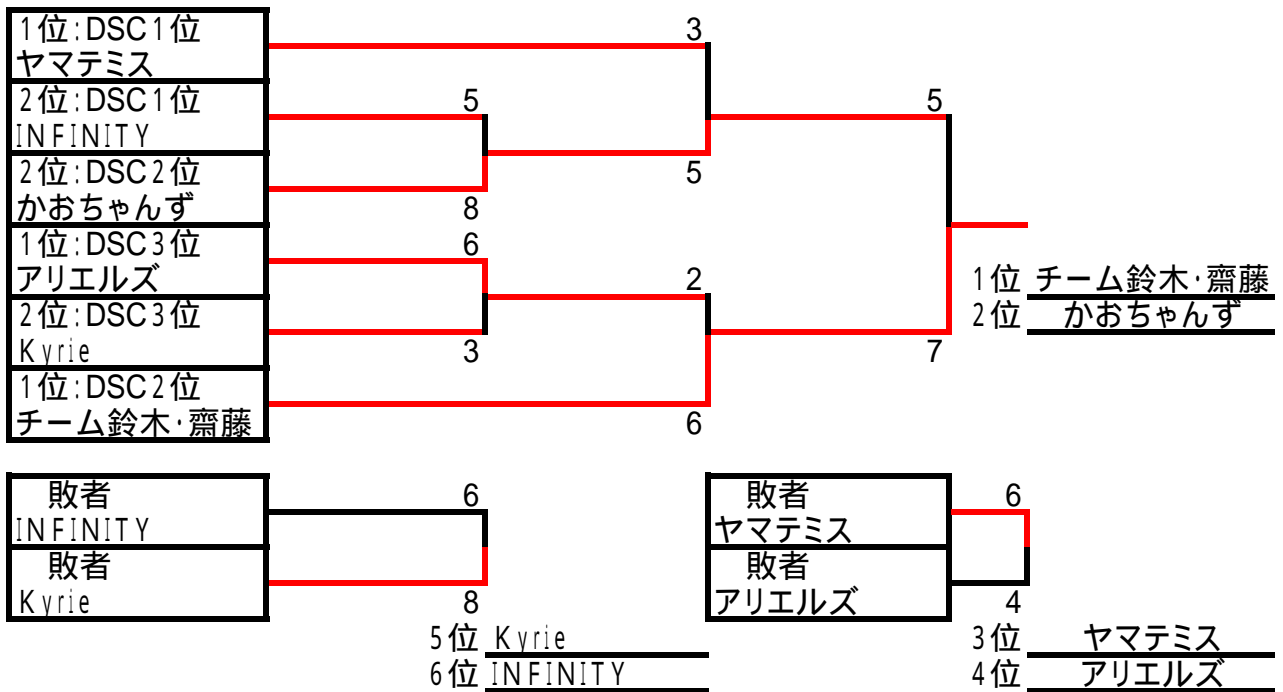 1位:DSC1位
ヤマテミス
3
2位:DSC1位
INFINITY
5
5
2位:DSC2位
かおちゃんず
8
5
1位:DSC3位
アリエルズ
6
2
1位 チーム鈴木・齋藤
2位:DSC3位
Kyrie
3
7
2位 かおちゃんず
1位:DSC2位
チーム鈴木・齋藤
6
敗者
INFINITY
6
敗者
Kyrie
8
5位 Kyrie
6位 INFINITY
敗者
ヤマテミス
6
敗者
アリエルズ
4
3位 ヤマテミス
4位 アリエルズ